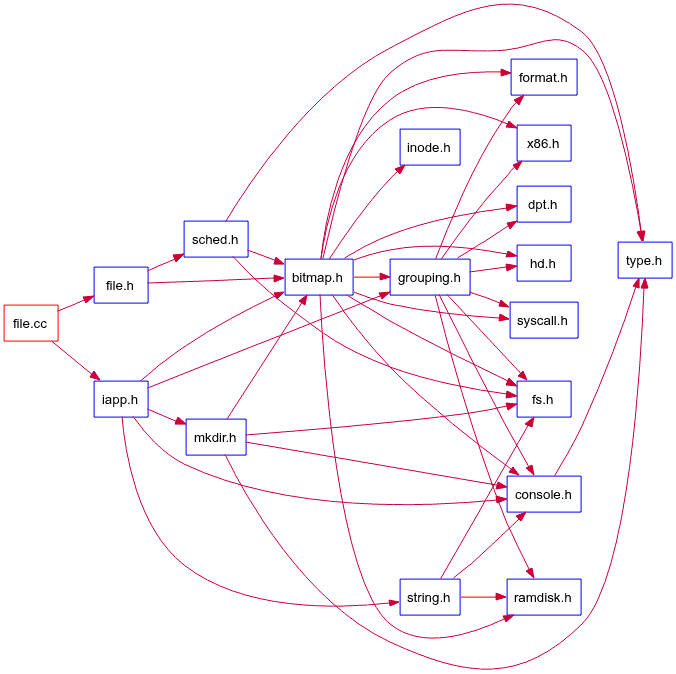 format.h
x86.h
inode.h
dpt.h
sched.h
hd.h
type.h
bitmap.h
grouping.h
file.h
syscall.h
file.cc
iapp.h
fs.h
mkdir.h
console.h
string.h
ramdisk.h